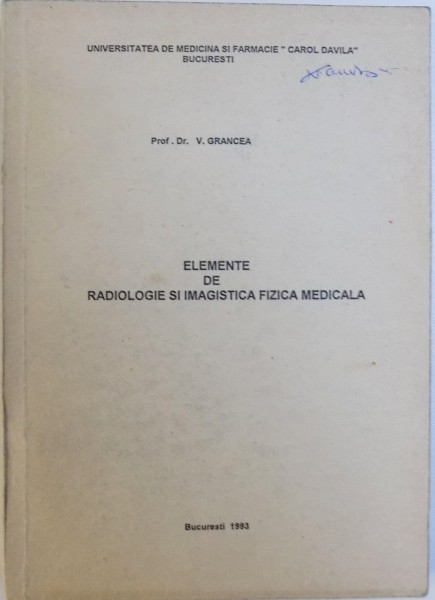 UNIVERSITATEA DE MEDICINA SI FARMACIE " CAROL DAVILA"
BUCURESTI
Prof . Dr. V. GRANCEA
ELEMENTE
DE
RADIOLOGIE SI IMAGISTICA FIZICA MEDICALA
Bucuresti 1993